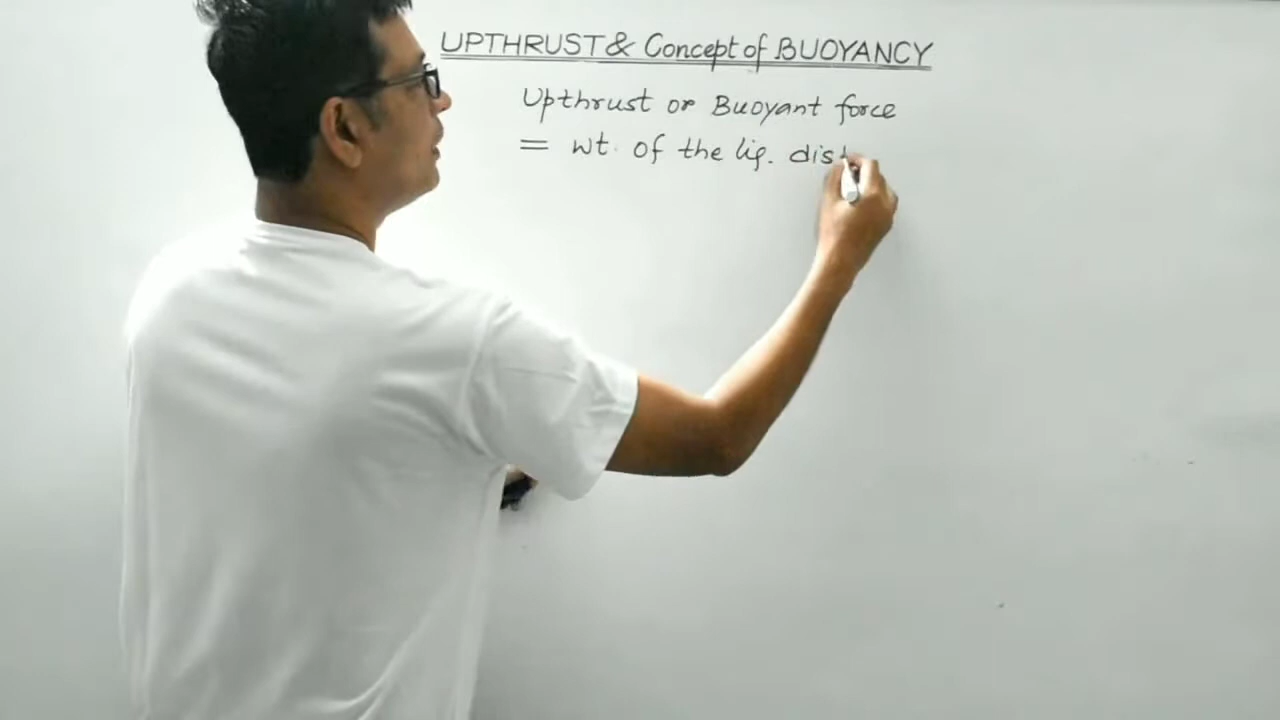 UPTHRUST & Concept of BUOYANCY
Upthrust or Buoyant force
= wt. of the liq. dis